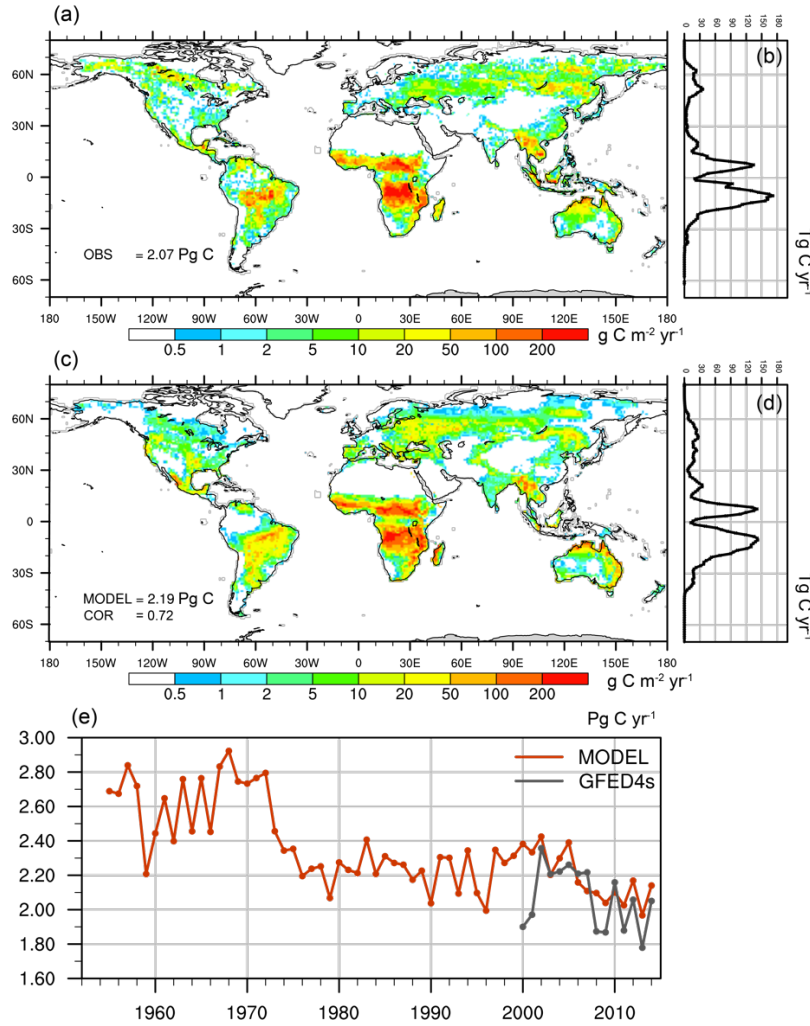 (a)
(b)
0 30 60 90 120 150 180
60N
30N
0
30S
60S
OBS = 2.07 Pg C
180 150W 120W 90W 60W 30W 0 30E 60E 90E 120E 150E 180
Tg C yr⁻¹
0.5 1 2 5 10 20 50 100 200
g C m⁻² yr⁻¹
(c)
(d)
0 30 60 90 120 150 180
60N
30N
0
30S
60S
MODEL = 2.19 Pg C
COR = 0.72
180 150W 120W 90W 60W 30W 0 30E 60E 90E 120E 150E 180
Tg C yr⁻¹
0.5 1 2 5 10 20 50 100 200
g C m⁻² yr⁻¹
(e)
Pg C yr⁻¹
3.00
2.80
2.60
2.40
2.20
2.00
1.80
1.60
MODEL
GFED4s
1960 1970 1980 1990 2000 2010